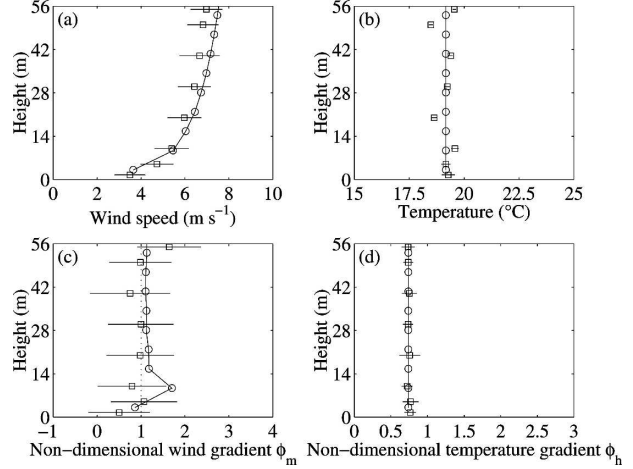 (a)
56
42
28
14
0
Height (m)
0 2 4 6 8 10
Wind speed (m s⁻¹)
(b)
56
42
28
14
0
Height (m)
15 17.5 20 22.5 25
Temperature (°C)
(c)
56
42
28
14
0
Height (m)
−1 0 1 2 3 4
Non−dimensional wind gradient ϕm
(d)
56
42
28
14
0
Height (m)
0 0.5 1 1.5 2 2.5 3
Non−dimensional temperature gradient ϕh